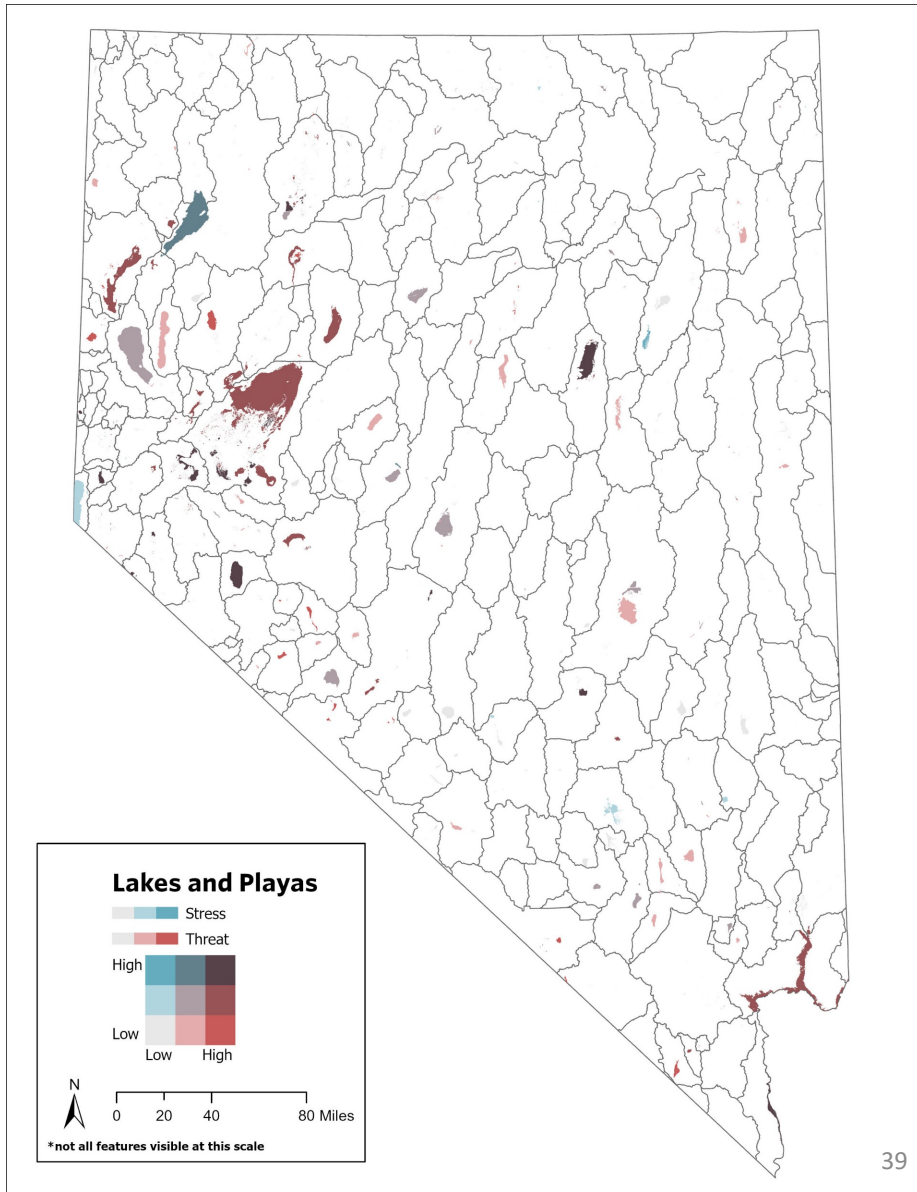 Lakes and Playas
Stress
Threat
High
Low
Low High
N
0 20 40 80 Miles
*not all features visible at this scale
39